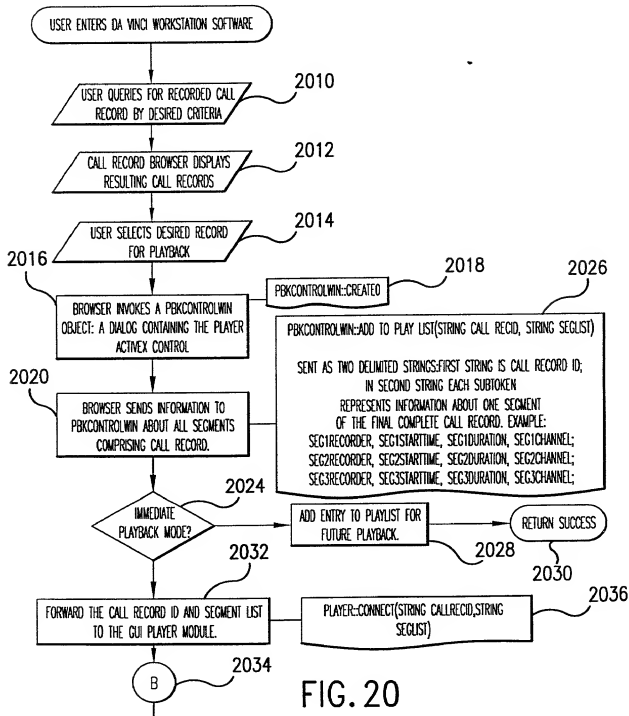 USER ENTERS DA VINCI WORKSTATION SOFTWARE
2010
USER QUERIES FOR RECORDED CALL
RECORD BY DESIRED CRITERIA
2012
CALL RECORD BROWSER DISPLAYS
RESULTING CALL RECORDS
2014
USER SELECTS DESIRED RECORD
FOR PLAYBACK
2016
BROWSER INVOKES A PBKCONTROLWIN
OBJECT: A DIALOG CONTAINING THE PLAYER
ACTIVEX CONTROL
2018
PBKCONTROLWIN::CREATE()
2020
BROWSER SENDS INFORMATION TO
PBKCONTROLWIN ABOUT ALL SEGMENTS
COMPRISING CALL RECORD.
2026
PBKCONTROLWIN::ADD TO PLAY LIST(STRING CALL RECID, STRING SEGLIST)
SENT AS TWO DELIMITED STRINGS:FIRST STRING IS CALL RECORD ID;
IN SECOND STRING EACH SUBTOKEN
REPRESENTS INFORMATION ABOUT ONE SEGMENT
OF THE FINAL COMPLETE CALL RECORD. EXAMPLE:
SEG1RECORDER, SEG1STARTTIME, SEG1DURATION, SEG1CHANNEL;
SEG2RECORDER, SEG2STARTTIME, SEG2DURATION, SEG2CHANNEL;
SEG3RECORDER, SEG3STARTTIME, SEG3DURATION, SEG3CHANNEL;
2024
IMMEDIATE
PLAYBACK MODE?
ADD ENTRY TO PLAYLIST FOR
FUTURE PLAYBACK.
2028
RETURN SUCCESS
2030
2032
FORWARD THE CALL RECORD ID AND SEGMENT LIST
TO THE GUI PLAYER MODULE.
2036
PLAYER::CONNECT(STRING CALLRECID,STRING
SEGLIST)
B
2034
FIG. 20